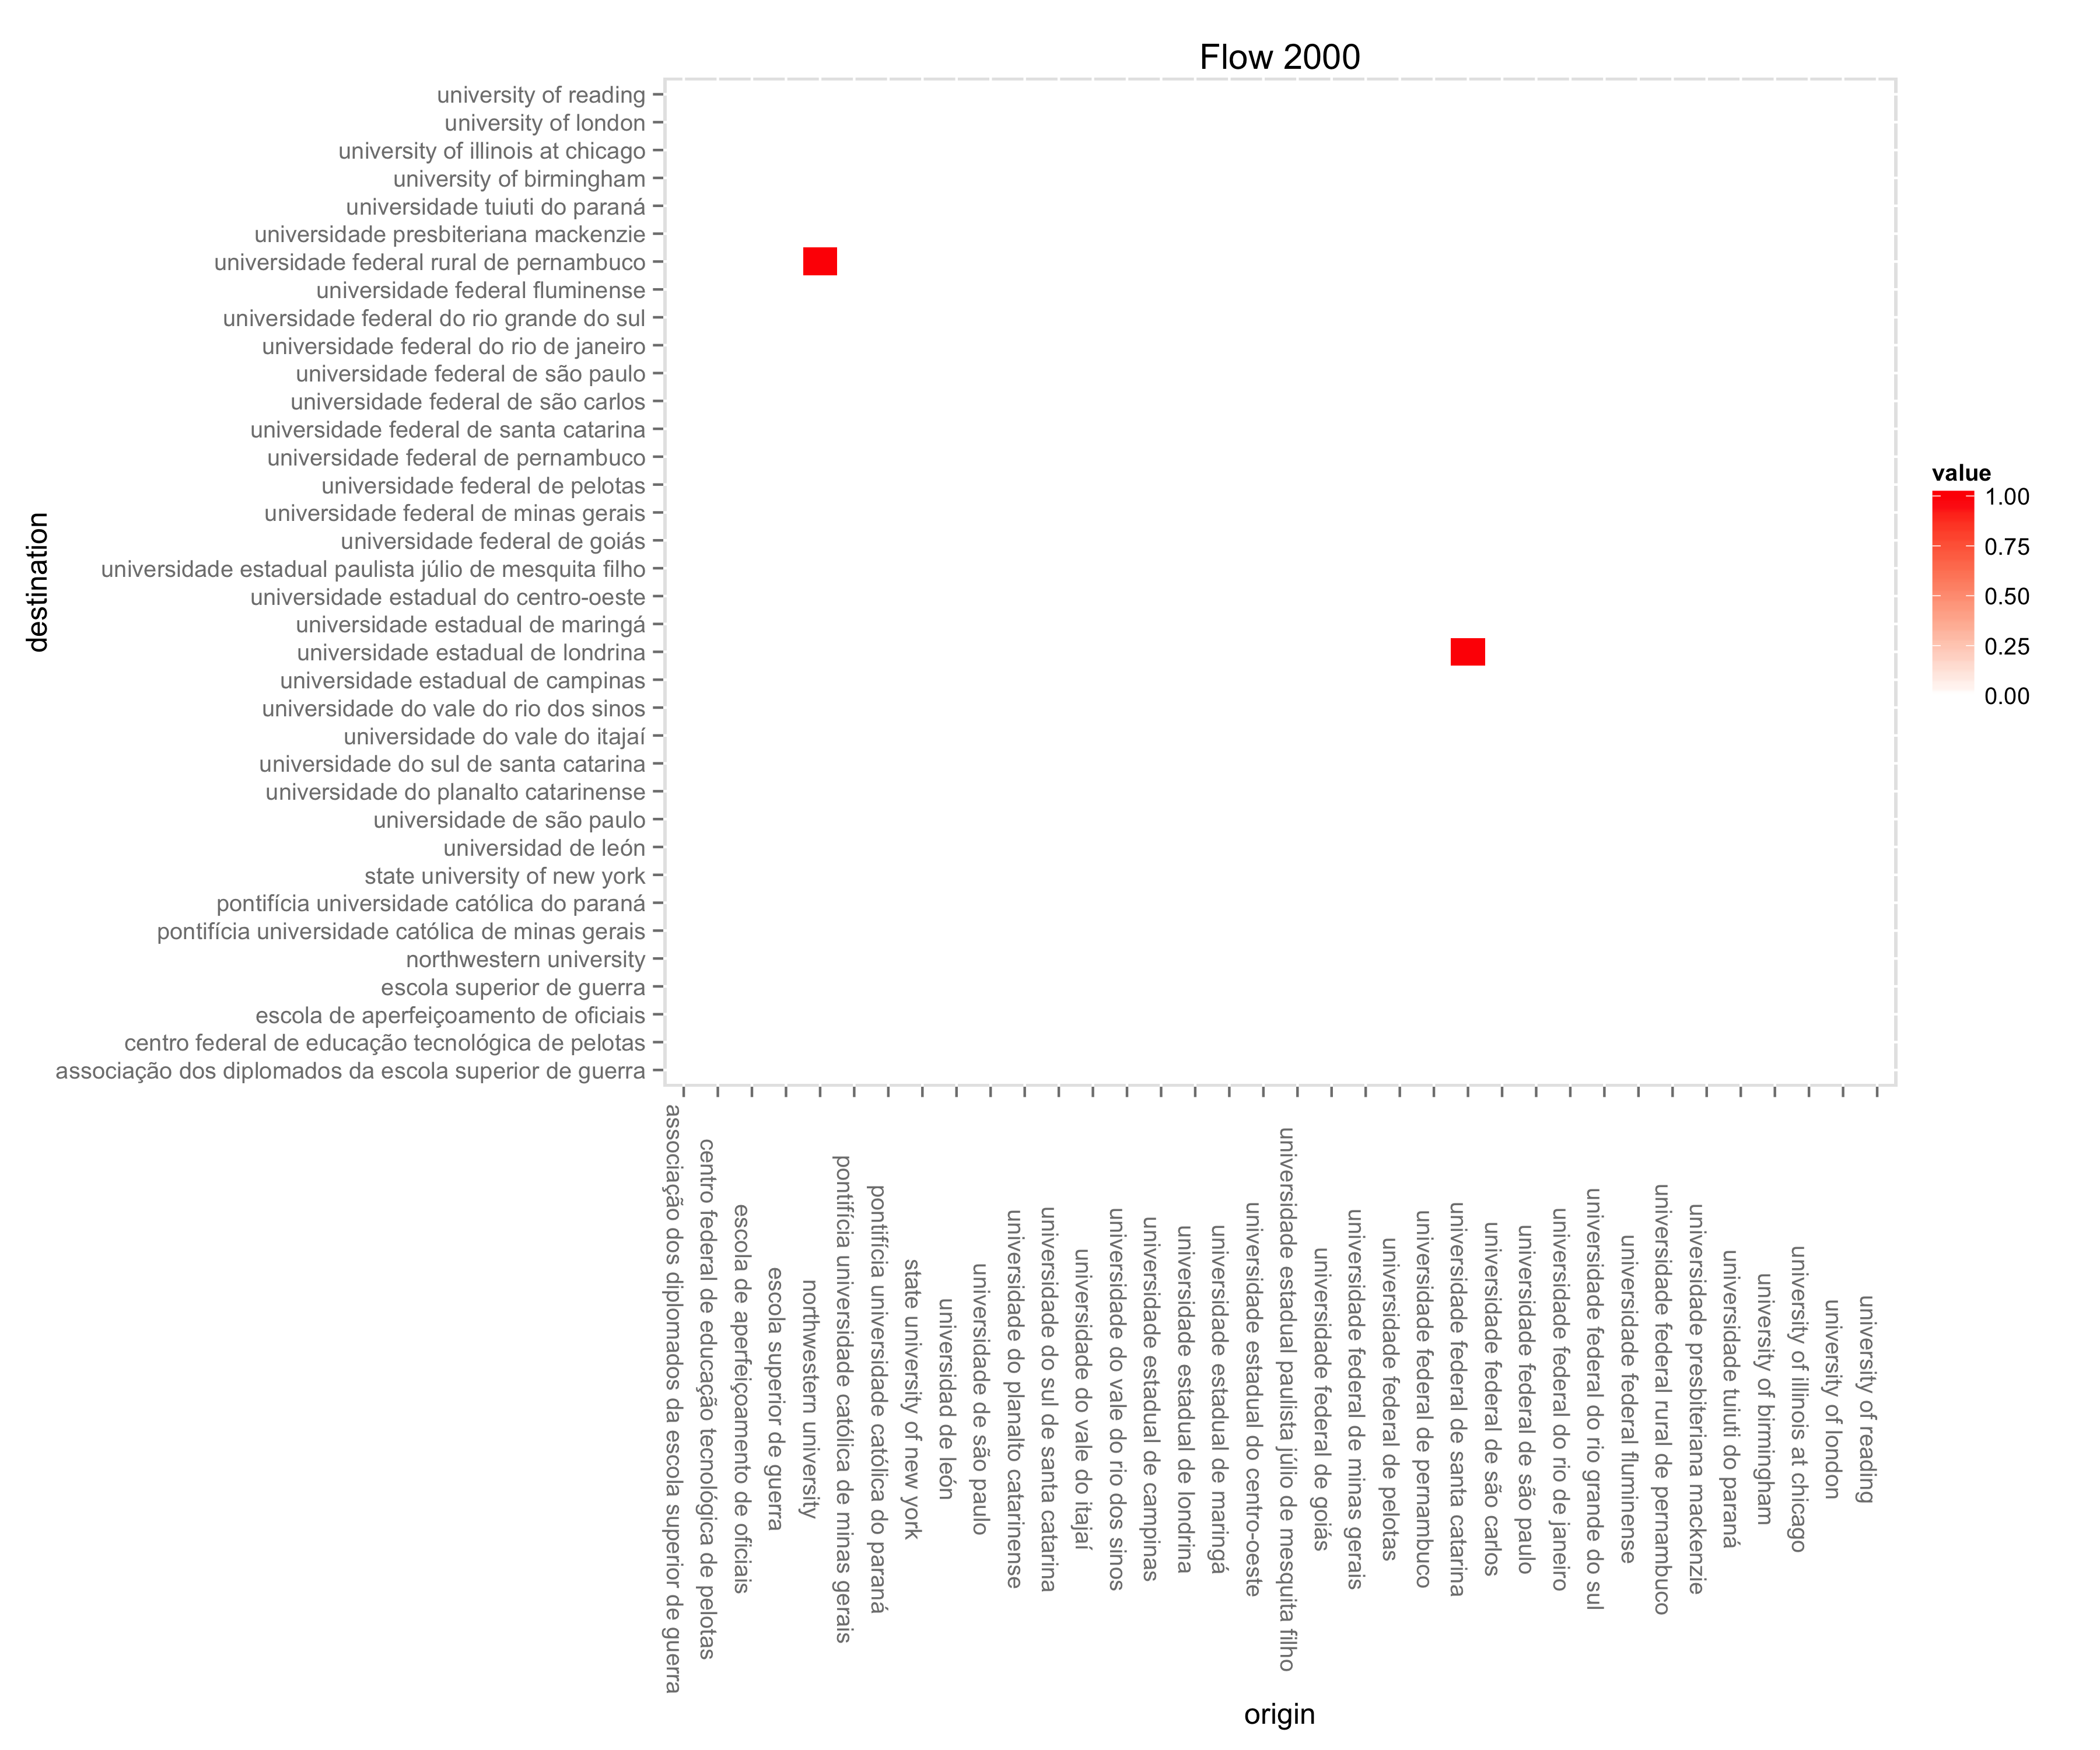 Flow 2000
university of reading
university of london
university of illinois at chicago
university of birmingham
universidade tuiuti do paraná
universidade presbiteriana mackenzie
universidade federal rural de pernambuco
universidade federal fluminense
universidade federal do rio grande do sul
universidade federal do rio de janeiro
universidade federal de são paulo
universidade federal de são carlos
universidade federal de santa catarina
universidade federal de pernambuco
universidade federal de pelotas
universidade federal de minas gerais
universidade federal de goiás
universidade estadual paulista júlio de mesquita filho
universidade estadual do centro-oeste
universidade estadual de maringá
universidade estadual de londrina
universidade estadual de campinas
universidade do vale do rio dos sinos
universidade do vale do itajaí
universidade do sul de santa catarina
universidade do planalto catarinense
universidade de são paulo
universidad de león
state university of new york
pontifícia universidade católica do paraná
pontifícia universidade católica de minas gerais
northwestern university
escola superior de guerra
escola de aperfeiçoamento de oficiais
centro federal de educação tecnológica de pelotas
associação dos diplomados da escola superior de guerra
destination
value
1.00
0.75
0.50
0.25
0.00
associação dos diplomados da escola superior de guerra
centro federal de educação tecnológica de pelotas
escola de aperfeiçoamento de oficiais
escola superior de guerra
northwestern university
pontifícia universidade católica de minas gerais
pontifícia universidade católica do paraná
state university of new york
universidad de león
universidade de são paulo
universidade do planalto catarinense
universidade do sul de santa catarina
universidade do vale do itajaí
universidade do vale do rio dos sinos
universidade estadual de campinas
universidade estadual de londrina
universidade estadual de maringá
universidade estadual do centro-oeste
universidade estadual paulista júlio de mesquita filho
universidade federal de goiás
universidade federal de minas gerais
universidade federal de pelotas
universidade federal de pernambuco
universidade federal de santa catarina
universidade federal de são carlos
universidade federal de são paulo
universidade federal do rio de janeiro
universidade federal do rio grande do sul
universidade federal fluminense
universidade federal rural de pernambuco
universidade presbiteriana mackenzie
universidade tuiuti do paraná
university of birmingham
university of illinois at chicago
university of london
university of reading
origin